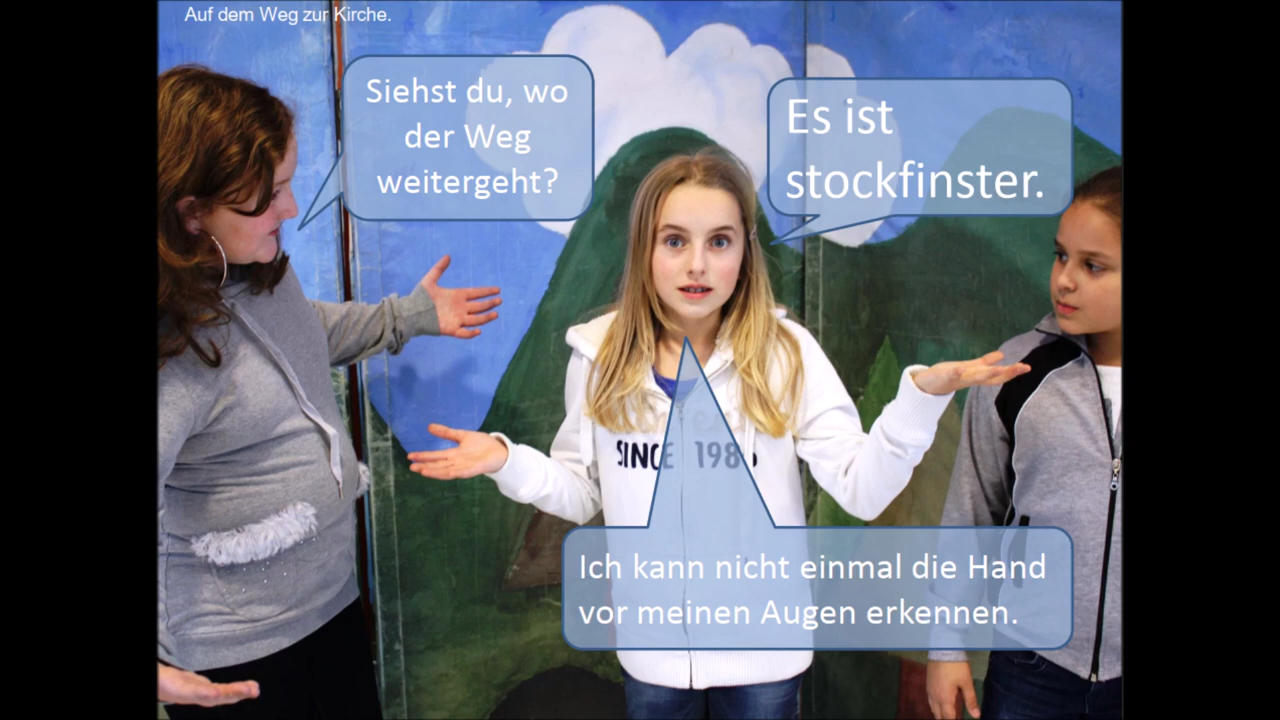 Auf dem Weg zur Kirche.
Siehst du, wo
der Weg
weitergeht?
Es ist
stockfinster.
SINCE 1985
Ich kann nicht einmal die Hand
vor meinen Augen erkennen.